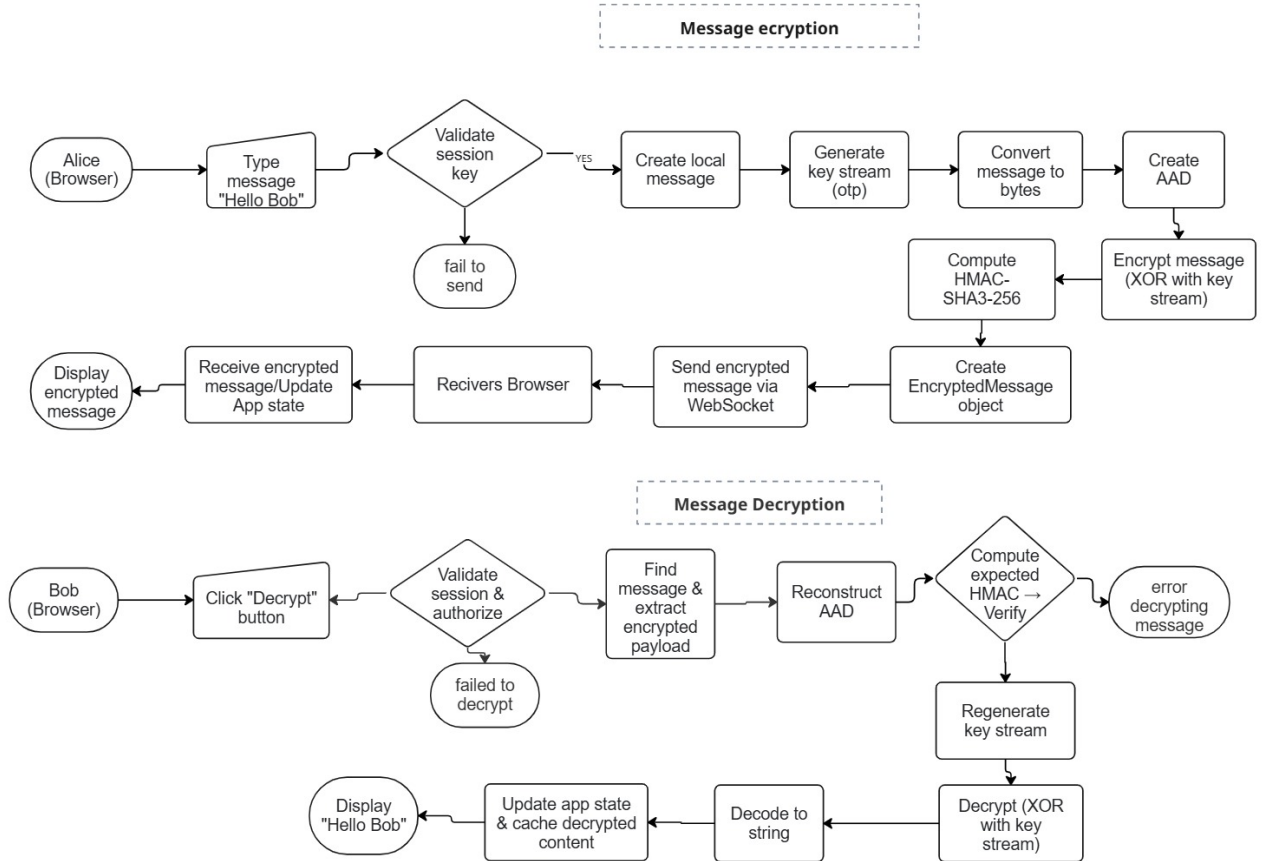 Message ecryption
Alice
(Browser)
Type
message
"Hello Bob"
Validate
session
key
YES
Create local
message
Generate
key stream
(otp)
Convert
message to
bytes
Create
AAD
fail to
send
Compute
HMAC-
SHA3-256
Encrypt message
(XOR with key
stream)
Display
encrypted
message
Receive encrypted
message/Update
App state
Recivers Browser
Send encrypted
message via
WebSocket
Create
EncryptedMessage
object
Message Decryption
Bob
(Browser)
Click "Decrypt"
button
Validate
session &
authorize
Find
message &
extract
encrypted
payload
Reconstruct
AAD
Compute
expected
HMAC →
Verify
error
decrypting
message
failed to
decrypt
Regenerate
key stream
Display
"Hello Bob"
Update app state
& cache decrypted
content
Decode to
string
Decrypt (XOR
with key
stream)